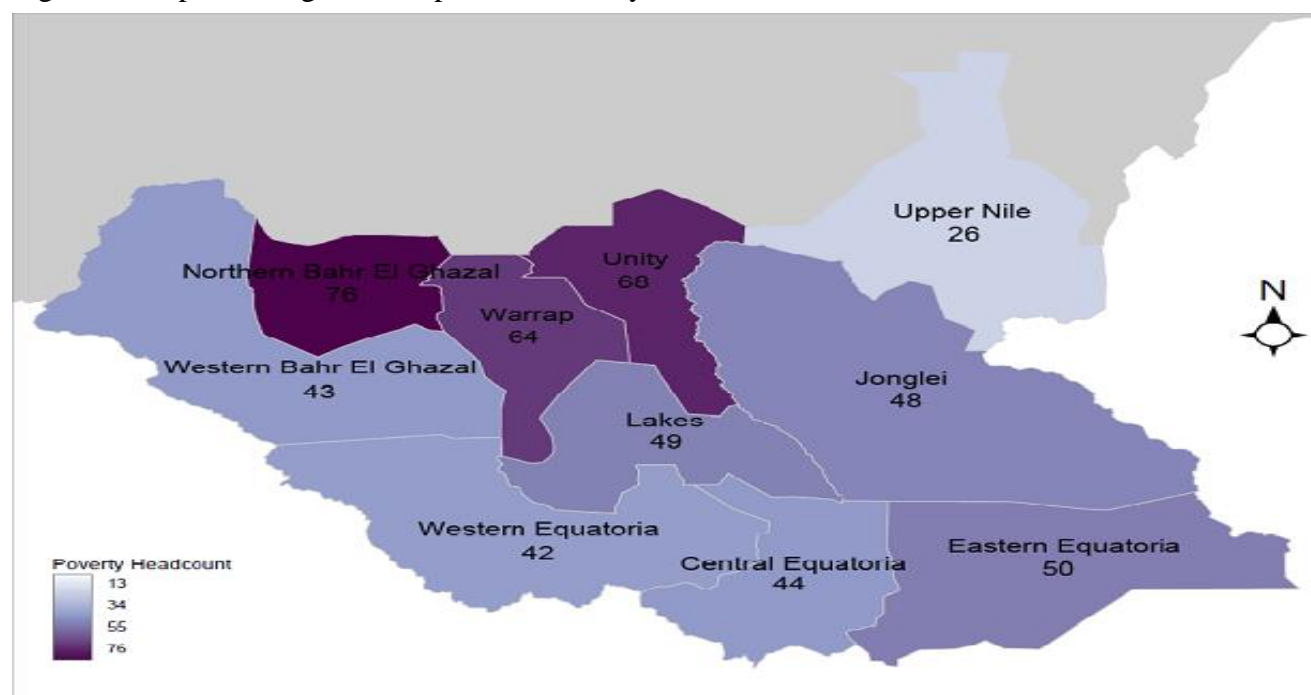 Upper Nile
26
Northern Bahr El Ghazal
76
Unity
68
Warrap
64
Western Bahr El Ghazal
43
Jonglei
48
Lakes
49
N
Western Equatoria
42
Central Equatoria
44
Eastern Equatoria
50
Poverty Headcount
13
34
55
76